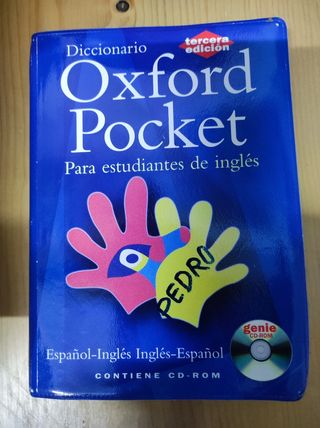 Diccionario
tercera
edición
Oxford
Pocket
Para estudiantes de inglés
PEDRO
Español-Inglés Inglés-Español
genie
CD-ROM
CONTIENE CD-ROM